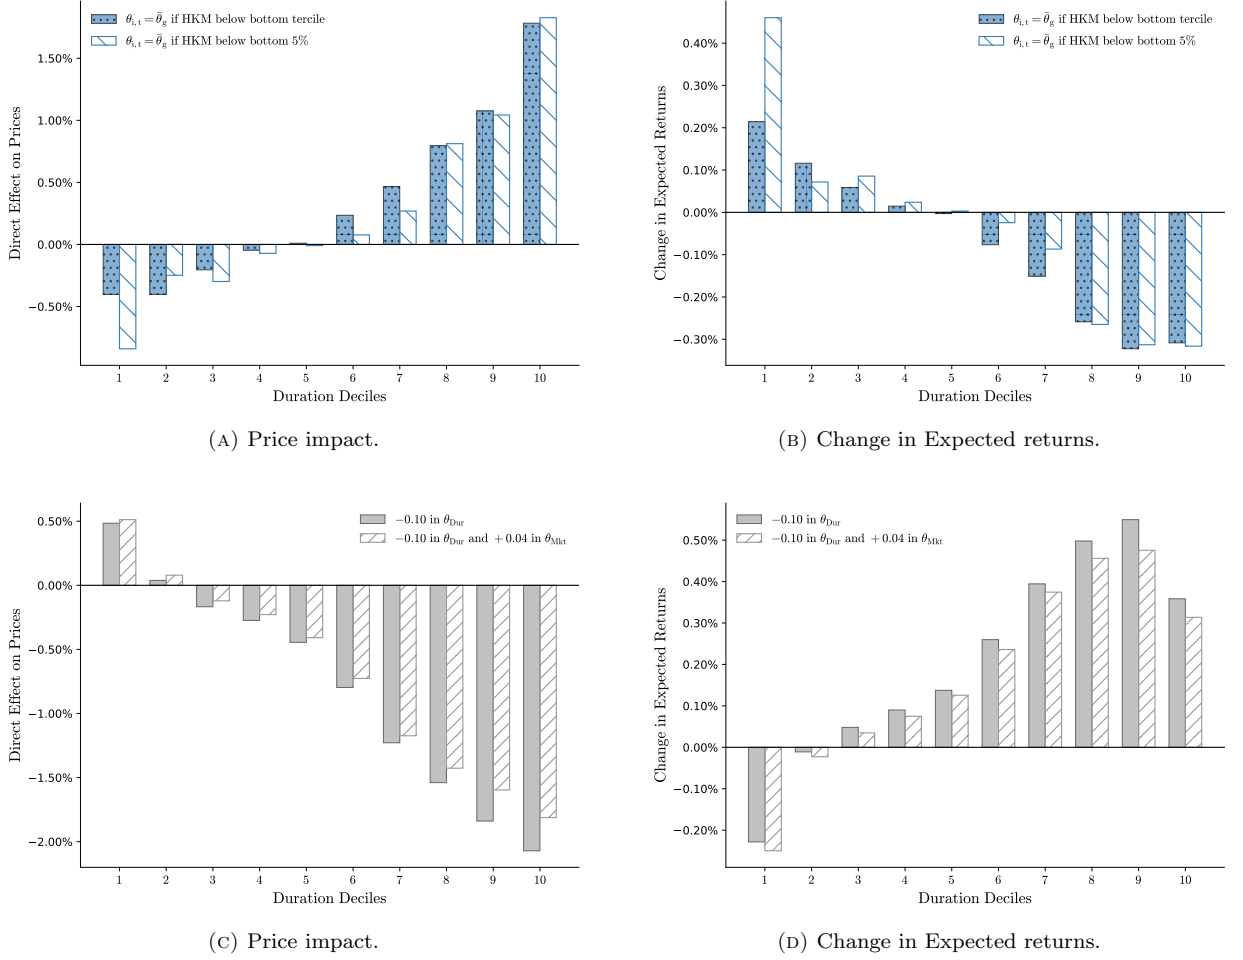 θi,t = θ̄g if HKM below bottom tercile
θi,t = θ̄g if HKM below bottom 5%
1.50%
1.00%
0.50%
0.00%
−0.50%
Direct Effect on Prices
1 2 3 4 5 6 7 8 9 10
Duration Deciles
(A) Price impact.
θi,t = θ̄g if HKM below bottom tercile
θi,t = θ̄g if HKM below bottom 5%
0.40%
0.30%
0.20%
0.10%
0.00%
−0.10%
−0.20%
−0.30%
Change in Expected Returns
1 2 3 4 5 6 7 8 9 10
Duration Deciles
(B) Change in Expected returns.
−0.10 in θDur
−0.10 in θDur and +0.04 in θMkt
0.50%
0.00%
−0.50%
−1.00%
−1.50%
−2.00%
Direct Effect on Prices
1 2 3 4 5 6 7 8 9 10
Duration Deciles
(C) Price impact.
−0.10 in θDur
−0.10 in θDur and +0.04 in θMkt
0.50%
0.40%
0.30%
0.20%
0.10%
0.00%
−0.10%
−0.20%
Change in Expected Returns
1 2 3 4 5 6 7 8 9 10
Duration Deciles
(D) Change in Expected returns.